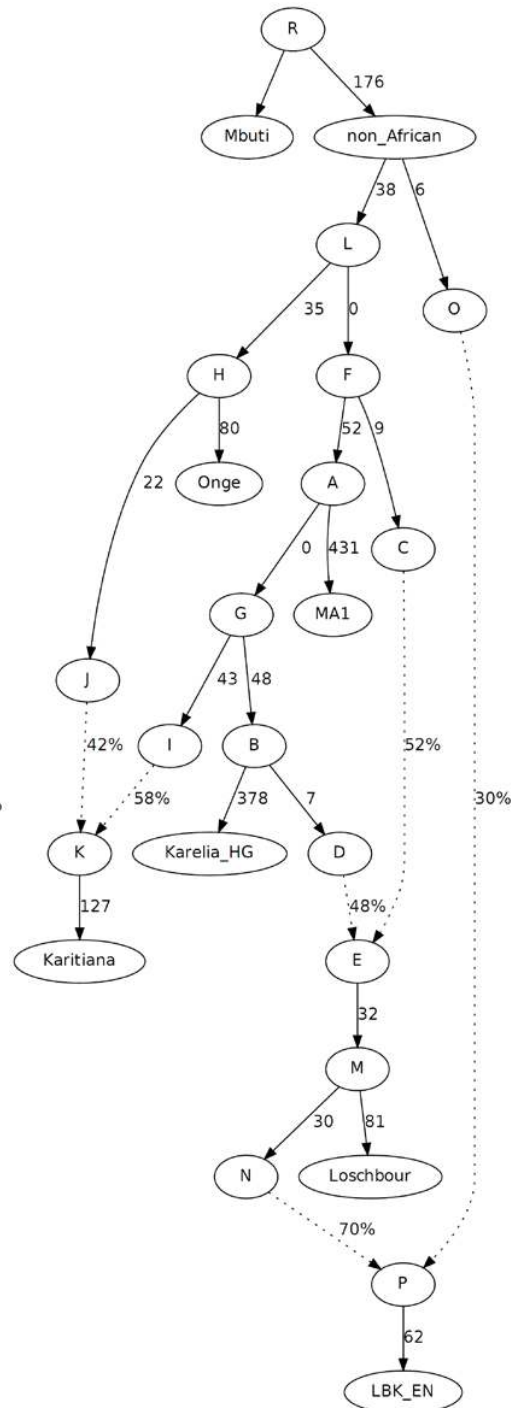 R
176
Mbuti
non_African
38
6
L
O
35
0
H
F
80
52
9
22
Onge
A
C
0
431
G
MA1
J
43
48
I
B
42%
52%
58%
378
7
30%
K
Karelia_HG
D
127
48%
Karitiana
E
32
M
30
81
N
Loschbour
70%
P
62
LBK_EN